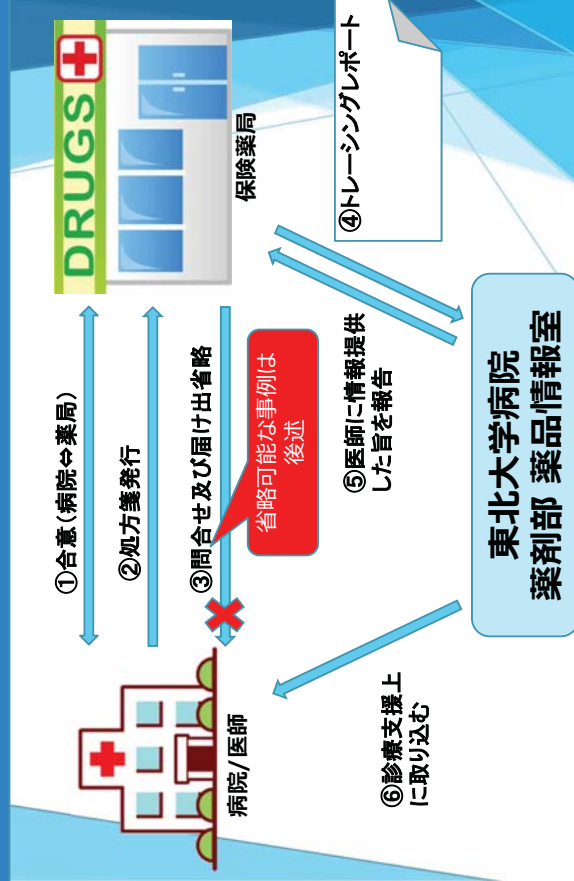 ①合意(病院⇔薬局)
②処方箋発行
③問合せ及び届け出省略
省略可能な事例は
後述
DRUGS
保険薬局
病院/医師
④トレーシングレポート
⑤医師に情報提供
した旨を報告
⑥診療支援上
に取り込む
東北大学病院
薬剤部 薬品情報室